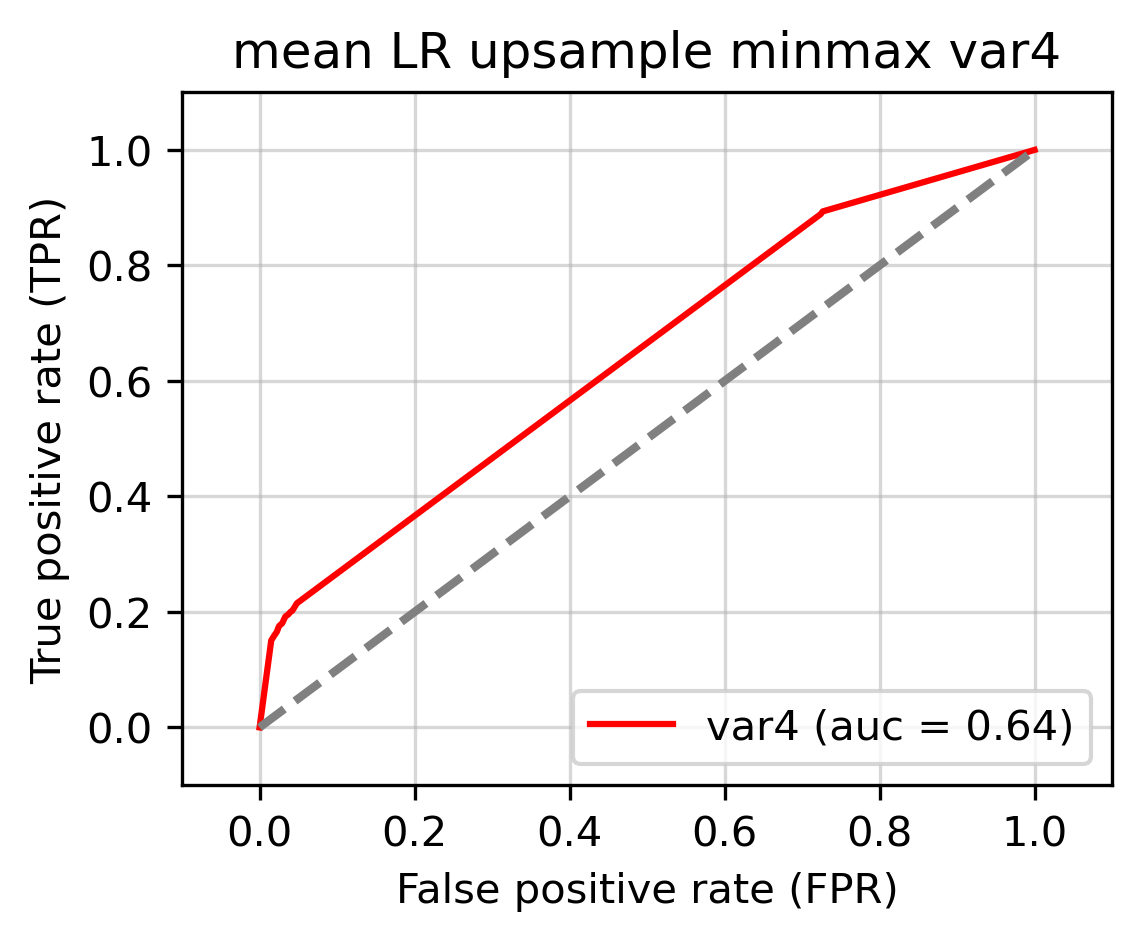 mean LR upsample minmax var4
True positive rate (TPR)
1.0
0.8
0.6
0.4
0.2
0.0
var4 (auc = 0.64)
0.0 0.2 0.4 0.6 0.8 1.0
False positive rate (FPR)